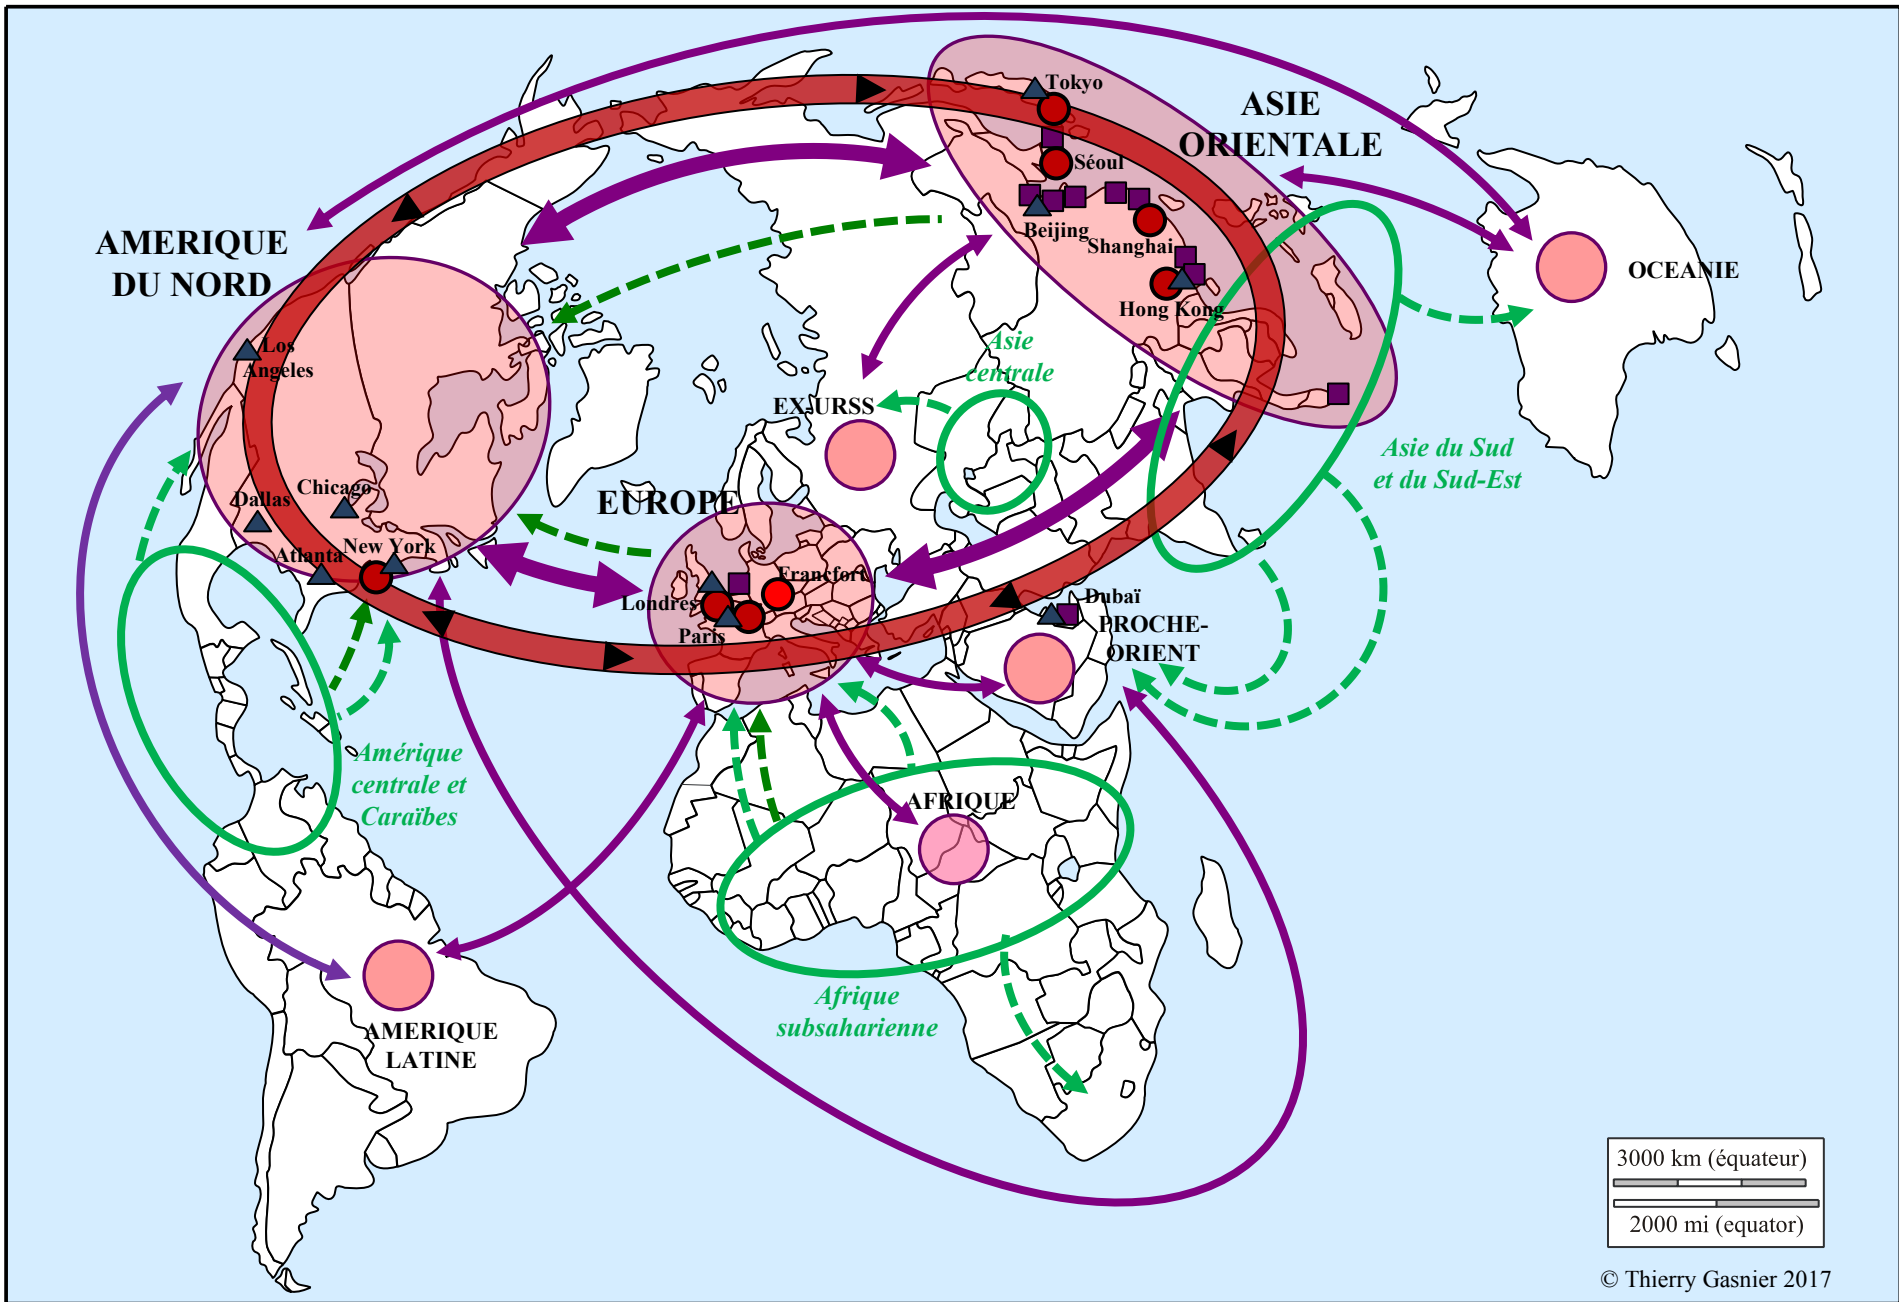 Tokyo
ASIE
ORIENTALE
Séoul
Beijing
Shanghai
Hong Kong
OCEANIE
AMERIQUE
DU NORD
Los
Angeles
Asie
centrale
EX-URSS
Asie du Sud
et du Sud-Est
Dallas
Chicago
EUROPE
Atlanta
New York
Francfort
Londres
Paris
Dubaï
PROCHE-
ORIENT
Amérique
centrale et
Caraïbes
AFRIQUE
Afrique
subsaharienne
AMERIQUE
LATINE
3000 km (équateur)
2000 mi (equator)
© Thierry Gasnier 2017